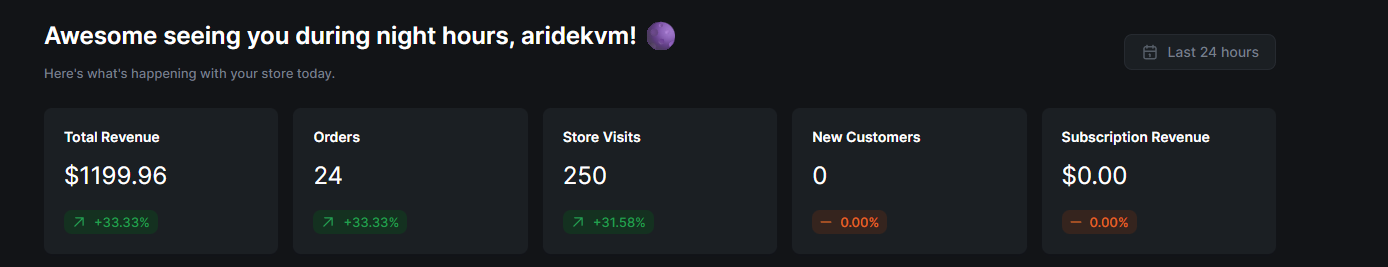 Awesome seeing you during night hours, aridekvm!
Here's what's happening with your store today.
Last 24 hours
Total Revenue
$1199.96
+33.33%
Orders
24
+33.33%
Store Visits
250
+31.58%
New Customers
0
0.00%
Subscription Revenue
$0.00
0.00%